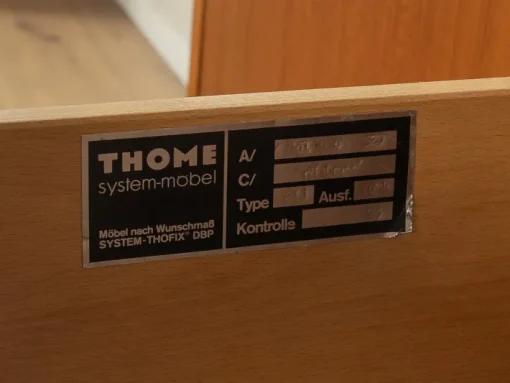 THOME
system-möbel
Möbel nach Wunschmaß
SYSTEM-THOFIX® DBP
A/
C/
Type Ausf.
Kontrolle